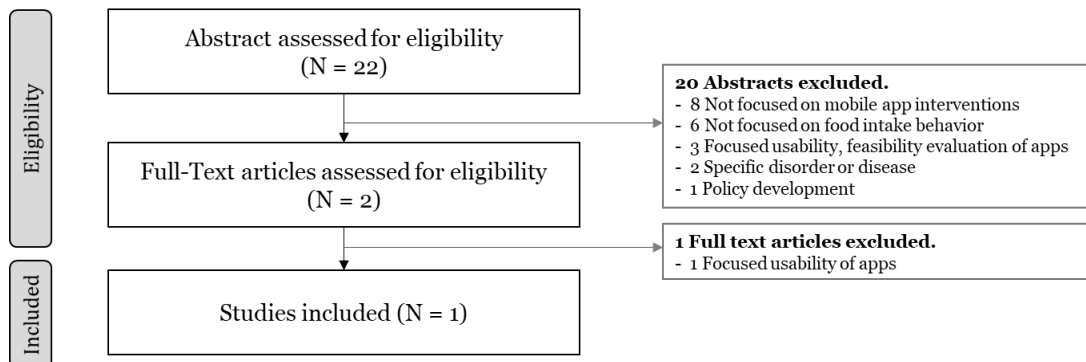 Eligibility
Abstract assessed for eligibility
(N = 22)
20 Abstracts excluded.
- 8 Not focused on mobile app interventions
- 6 Not focused on food intake behavior
- 3 Focused usability, feasibility evaluation of apps
- 2 Specific disorder or disease
- 1 Policy development
Full-Text articles assessed for eligibility
(N = 2)
1 Full text articles excluded.
- 1 Focused usability of apps
Included
Studies included (N = 1)